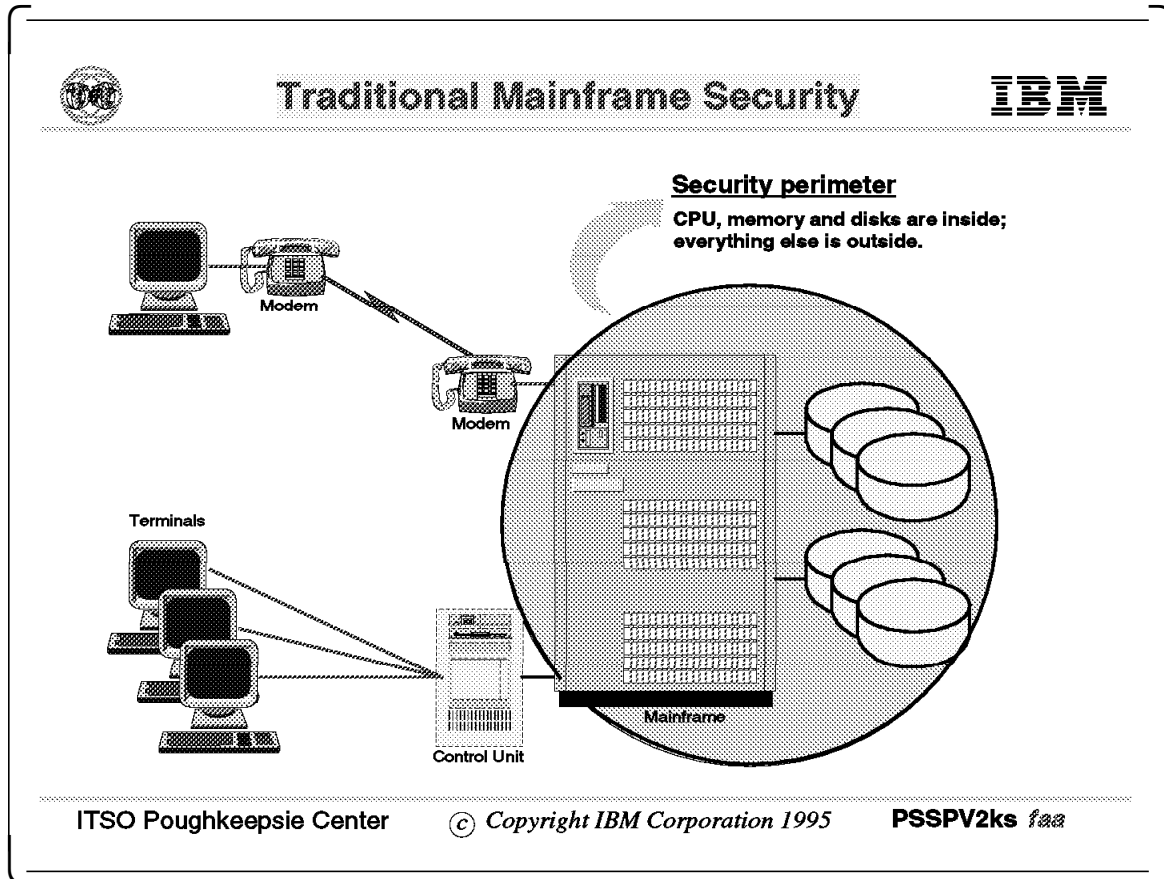 Traditional Mainframe Security
IBM
Security perimeter
CPU, memory and disks are inside;
everything else is outside.
Modem
Modem
Terminals
Mainframe
Control Unit
ITSO Poughkeepsie Center
© Copyright IBM Corporation 1995
PSSPV2ks faa